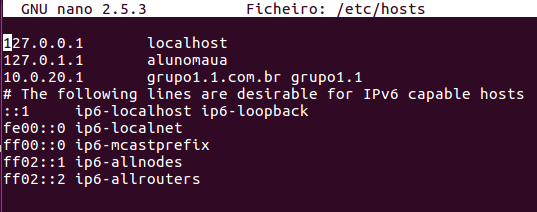 GNU nano 2.5.3 Ficheiro: /etc/hosts
127.0.0.1 localhost
127.0.1.1 alunomaua
10.0.20.1 grupo1.1.com.br grupo1.1
# The following lines are desirable for IPv6 capable hosts
::1 ip6-localhost ip6-loopback
fe00::0 ip6-localnet
ff00::0 ip6-mcastprefix
ff02::1 ip6-allnodes
ff02::2 ip6-allrouters